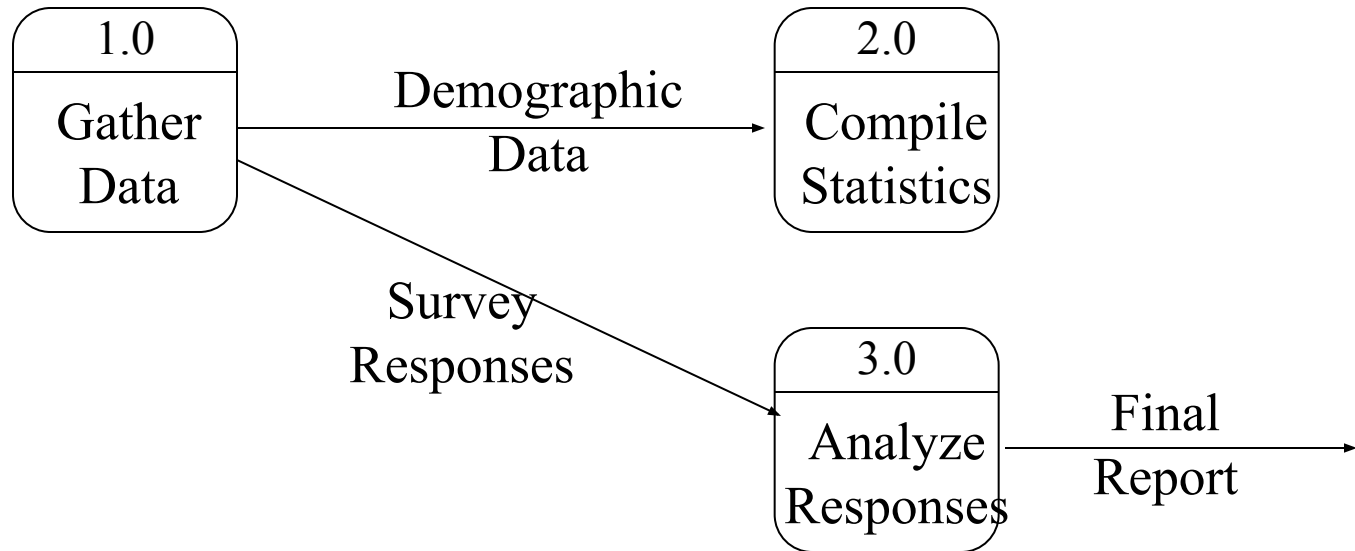 1.0
Gather
Data
Demographic
Data
2.0
Compile
Statistics
Survey
Responses
3.0
Analyze
Responses
Final
Report